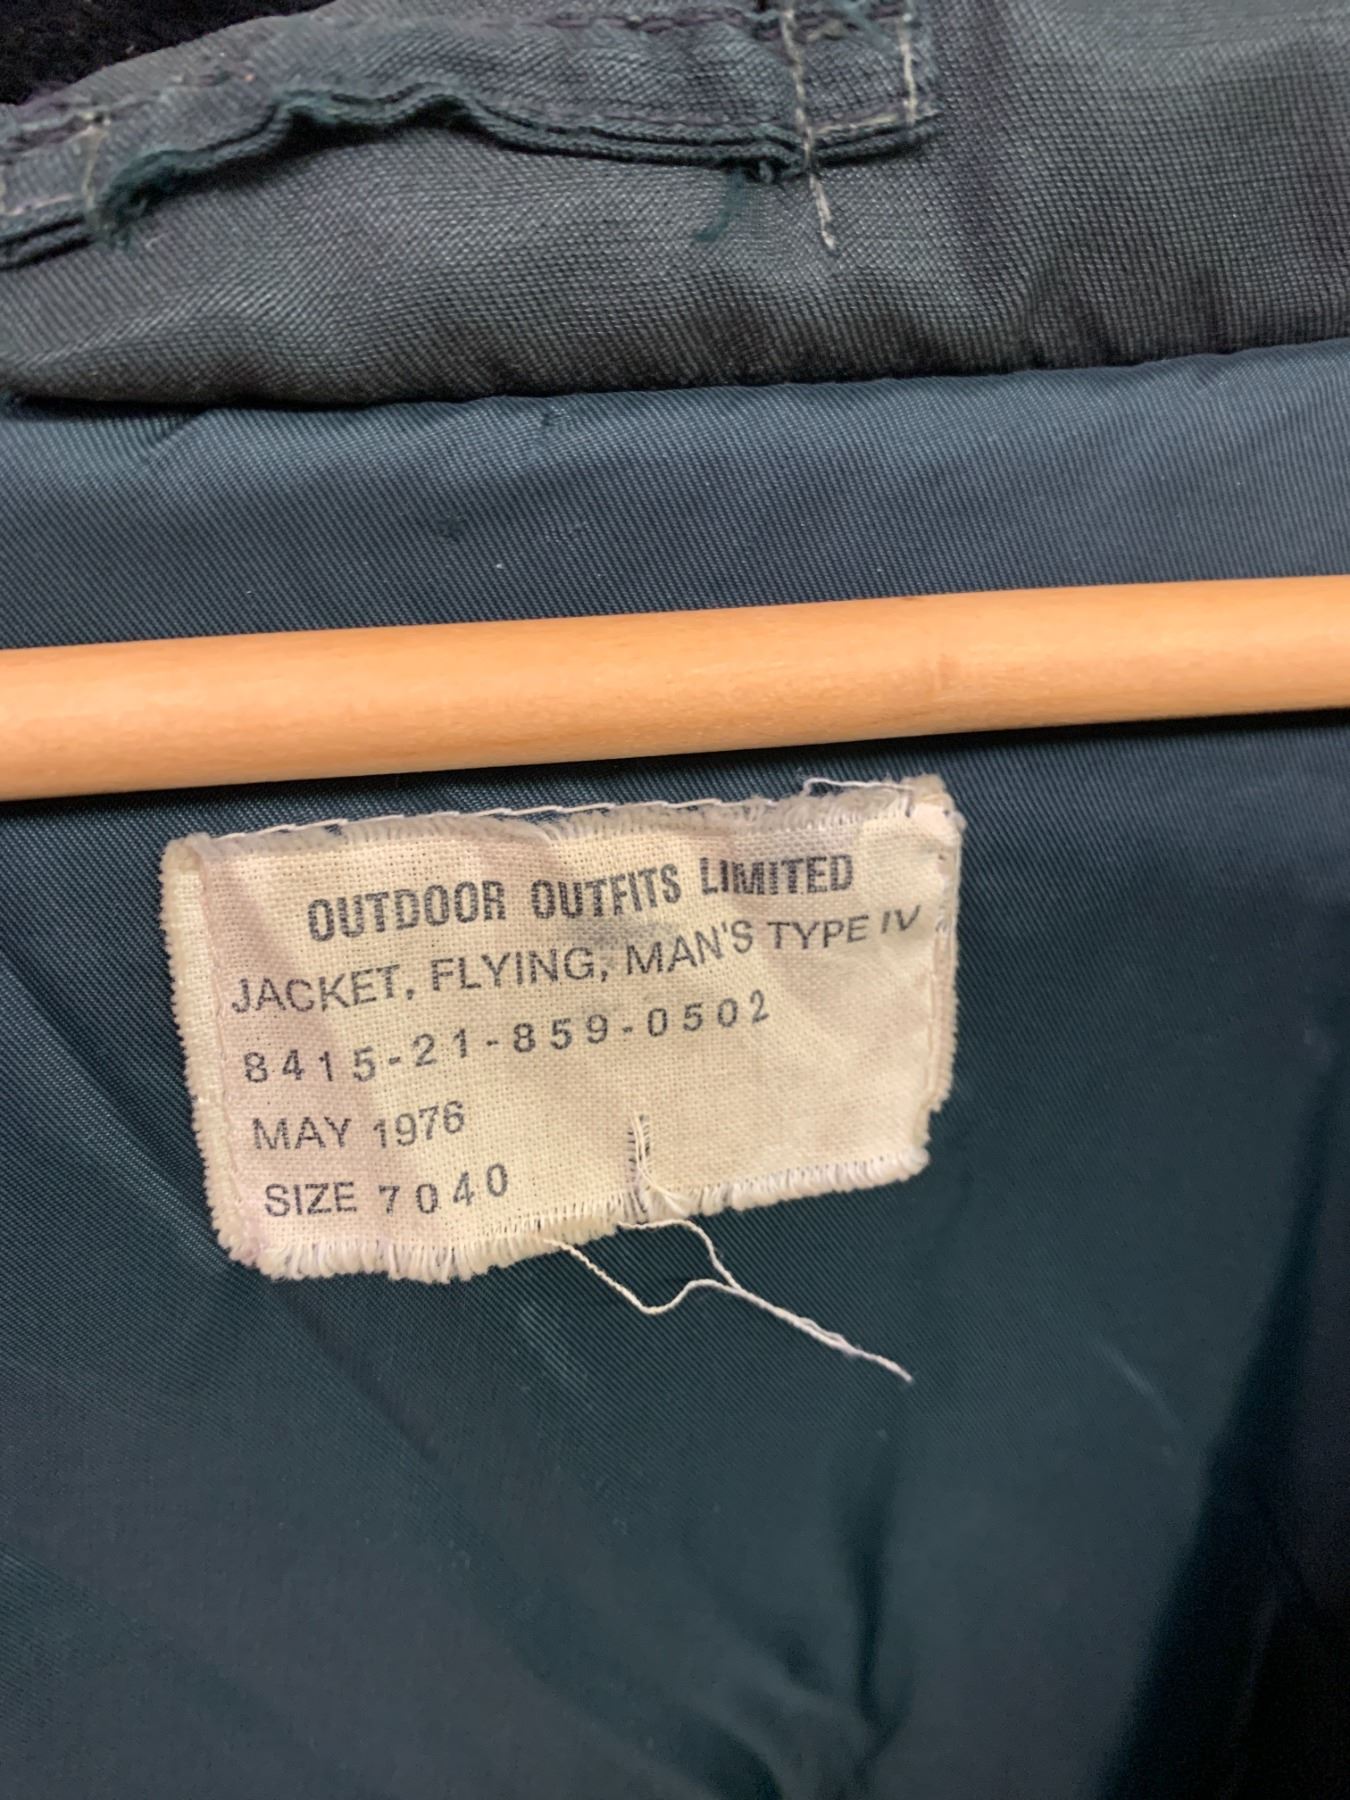 OUTDOOR OUTFITS LIMITED
JACKET, FLYING, MAN'S TYPE IV
8415-21-859-0502
MAY 1976
SIZE 7040